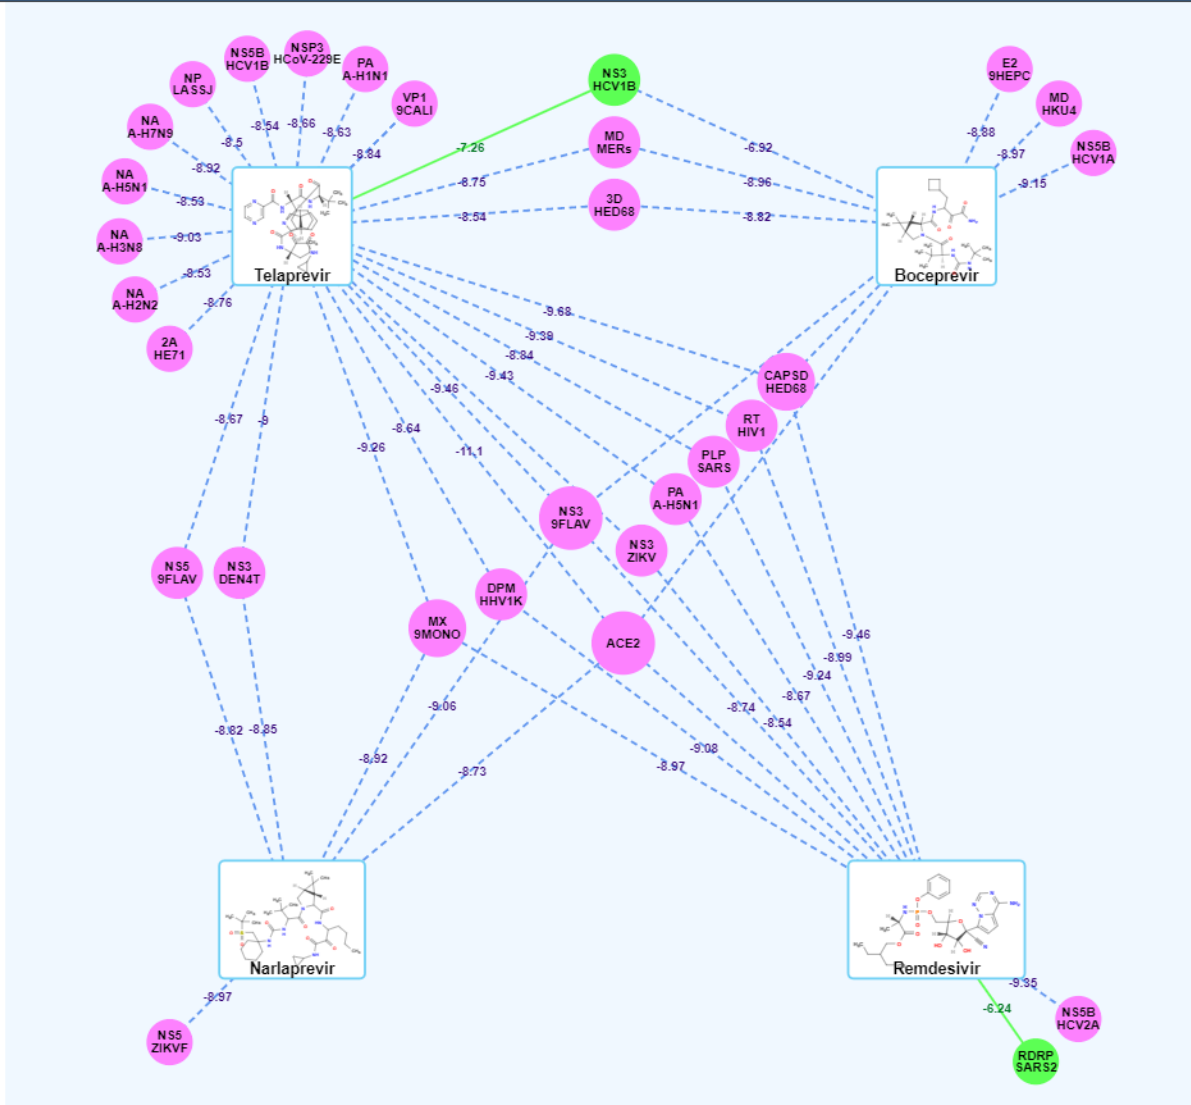 NS5B
HCV1B
NSP3
HCoV-229E
PA
A-H1N1
NP
LASSJ
VP1
9CALI
NA
A-H7N9
NA
A-H5N1
NA
A-H3N8
NA
A-H2N2
2A
HE71
-8.54
-8.66
-8.63
-8.5
-8.84
-8.92
-8.53
-9.03
-8.53
-8.76
Telaprevir
NS3
HCV1B
MD
MERs
3D
HED68
-7.26
-8.75
-8.54
-6.92
-8.96
-8.82
E2
9HEPC
MD
HKU4
NS5B
HCV1A
-8.88
-8.97
-9.15
Boceprevir
-9.68
-9.39
-8.84
-9.43
-9.46
-11.1
-8.64
-9.26
-8.67
-9
CAPSD
HED68
RT
HIV1
PLP
SARS
PA
A-H5N1
NS3
9FLAV
NS3
ZIKV
NS5
9FLAV
NS3
DEN4T
DPM
HHV1K
MX
9MONO
ACE2
-9.46
-8.99
-9.24
-8.67
-8.74
-8.54
-9.08
-8.97
-9.06
-8.82
-8.85
-8.92
-8.73
Narlaprevir
-8.97
NS5
ZIKVF
Remdesivir
-9.35
-6.24
NS5B
HCV2A
RDRP
SARS2